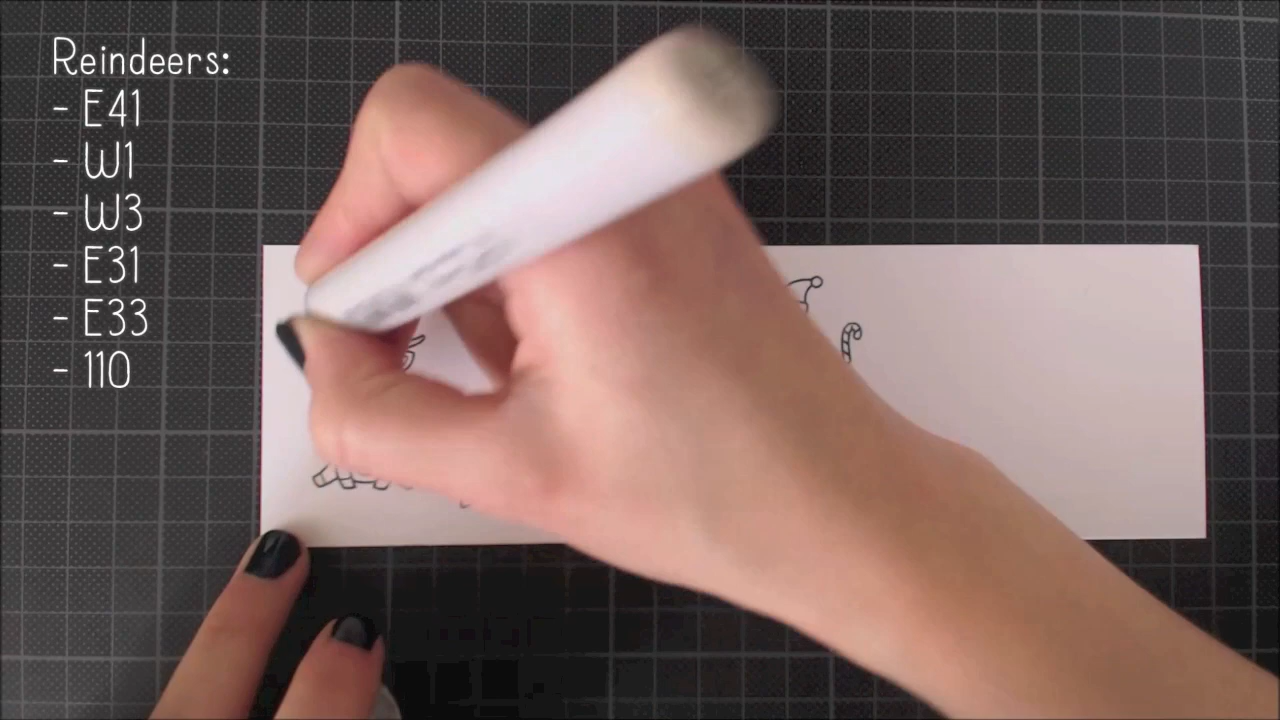 Reindeers:
- E41
- W1
- W3
- E31
- E33
- 110